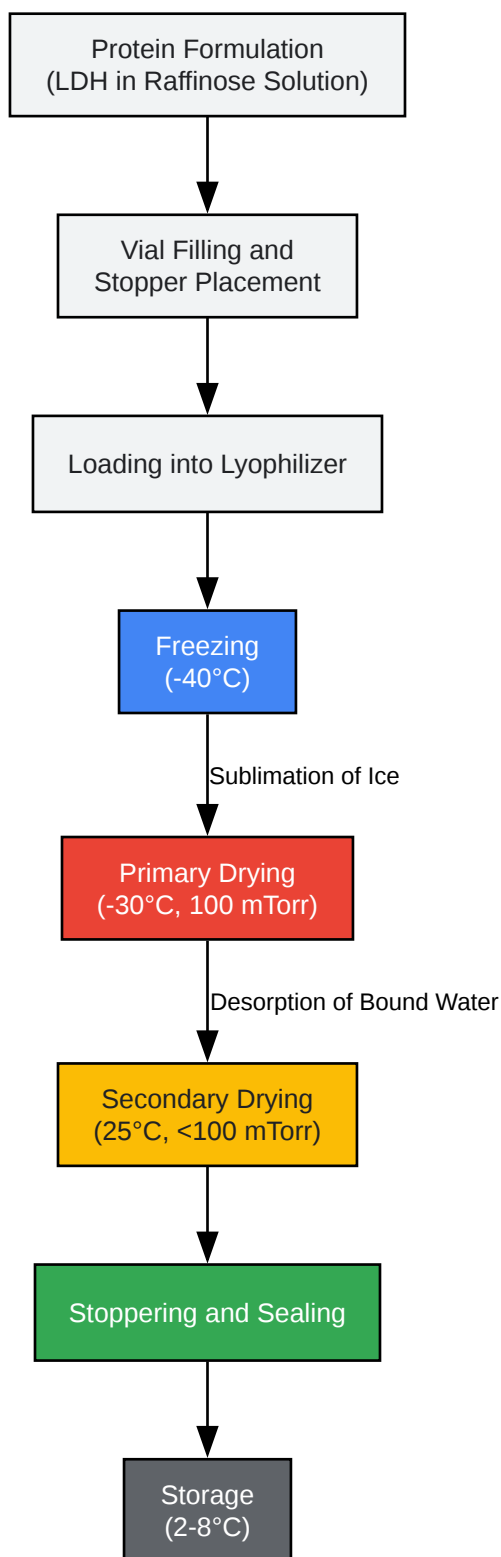 Protein Formulation
(LDH in Raffinose Solution)
Vial Filling and
Stopper Placement
Loading into Lyophilizer
Freezing
(-40°C)
Sublimation of Ice
Primary Drying
(-30°C, 100 mTorr)
Desorption of Bound Water
Secondary Drying
(25°C, <100 mTorr)
Stoppering and Sealing
Storage
(2-8°C)